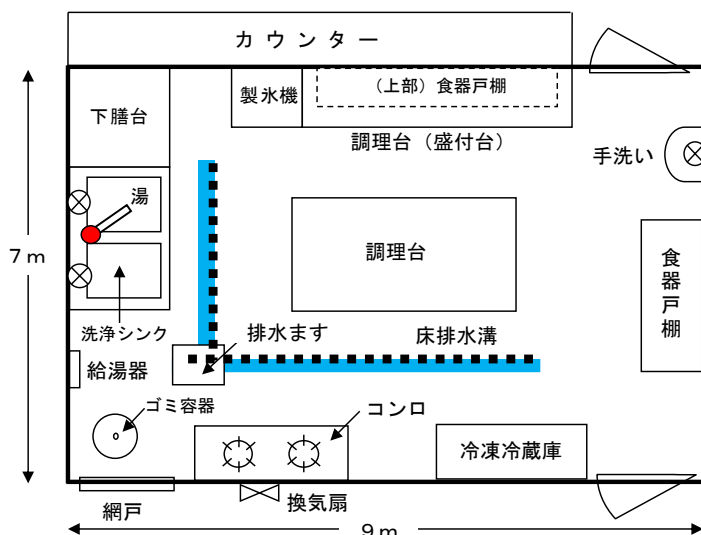 カウンター
製氷機
（上部）食器戸棚
下膳台
調理台（盛付台）
手洗い
湯
7m
調理台
食器戸棚
洗浄シンク
排水ます
床排水溝
給湯器
ゴミ容器
コンロ
冷凍冷蔵庫
網戸
換気扇
9m